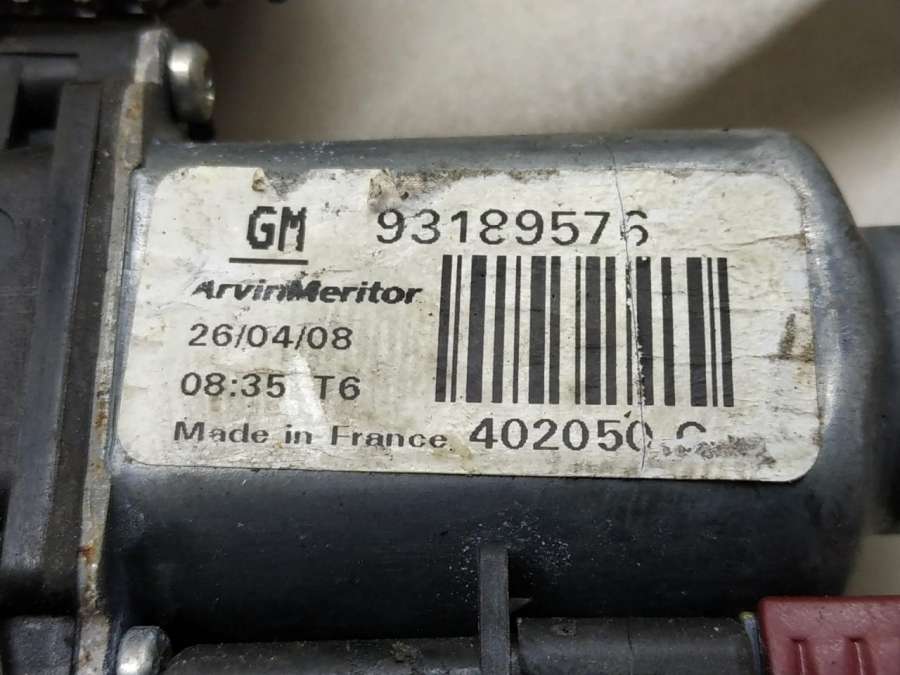 GM 93189576
ArvinMeritor
26/04/08
08:35 T6
Made in France 402050